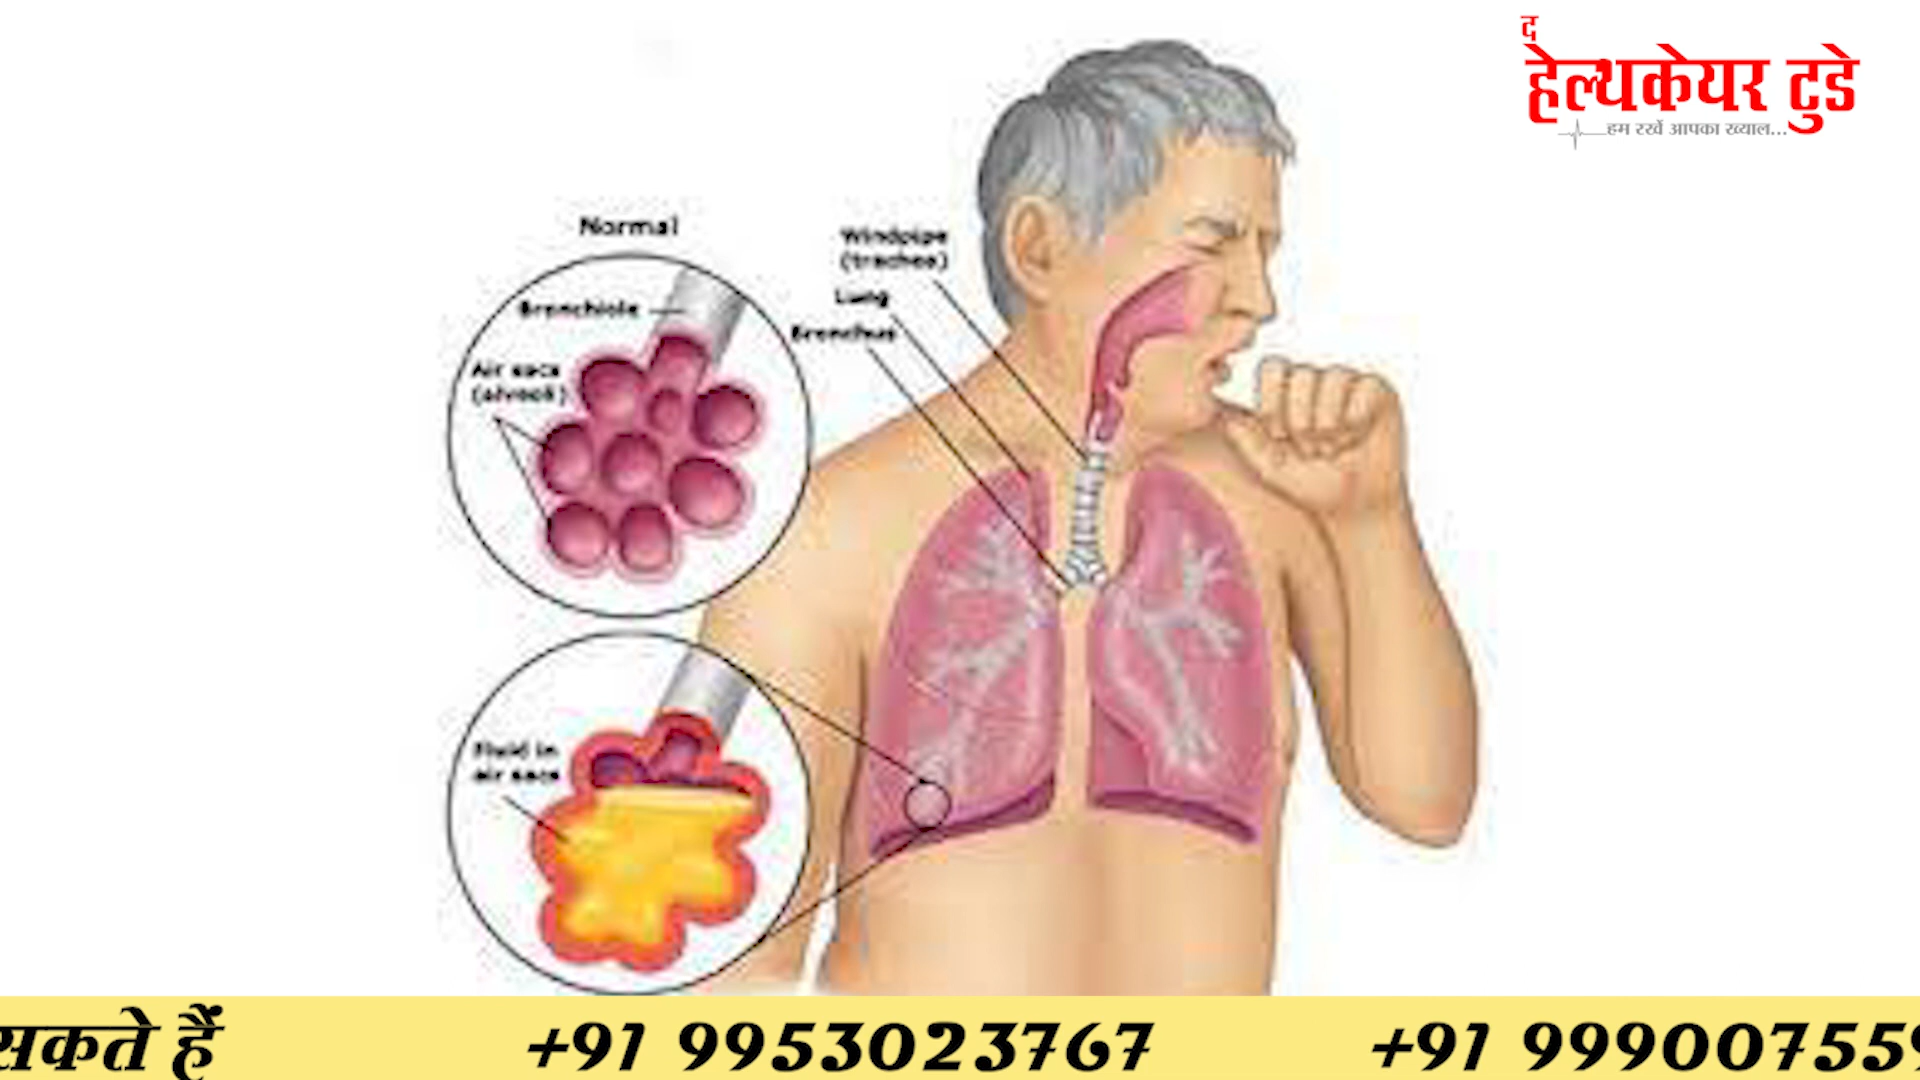 द
हेल्थकेयर टुडे
हम रखें आपका ख्याल...
Normal
Windpipe
(trachea)
Lung
Bronchus
Bronchiole
Air sacs
(alveoli)
Fluid in
air sacs
सकते हैं +91 9953023767 +91 99900755